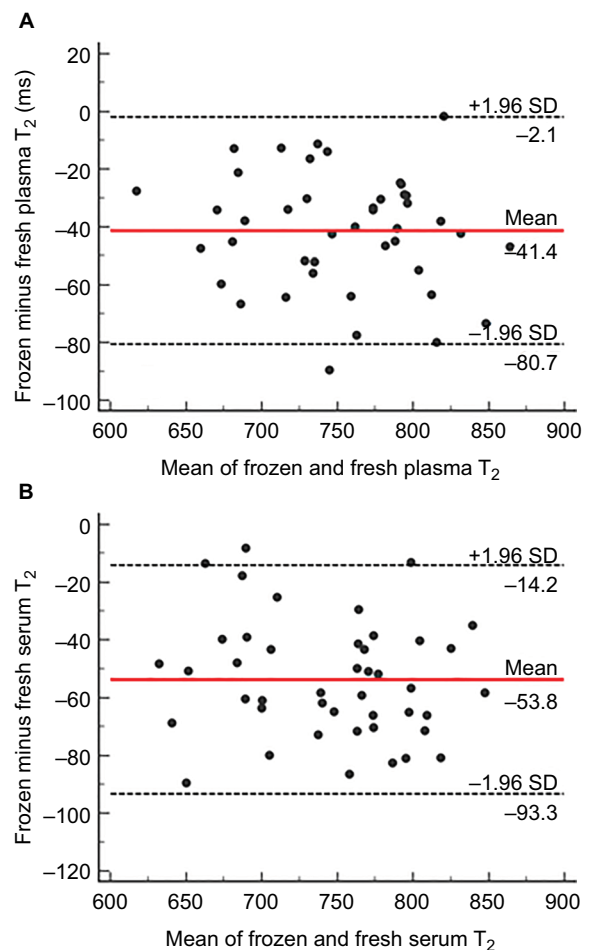 A
Frozen minus fresh plasma T₂ (ms)
20
0
–20
–40
–60
–80
–100
+1.96 SD
–2.1
Mean
–41.4
–1.96 SD
–80.7
600 650 700 750 800 850 900
Mean of frozen and fresh plasma T₂
B
Frozen minus fresh serum T₂
0
–20
–40
–60
–80
–100
–120
+1.96 SD
–14.2
Mean
–53.8
–1.96 SD
–93.3
600 650 700 750 800 850 900
Mean of frozen and fresh serum T₂